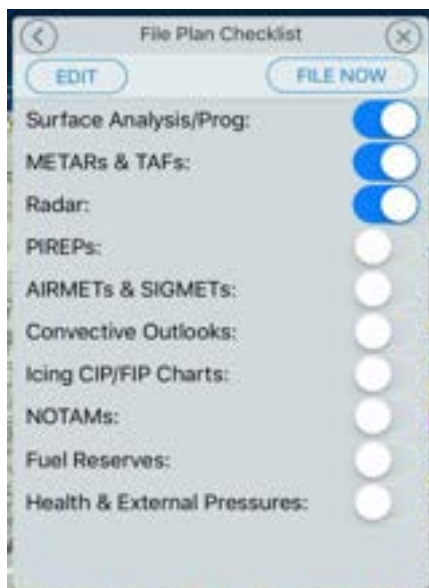 File Plan Checklist
EDIT FILE NOW
Surface Analysis/Prog:
METARs & TAFs:
Radar:
PIREPs:
AIRMETs & SIGMETs:
Convective Outlooks:
Icing CIP/FIP Charts:
NOTAMs:
Fuel Reserves:
Health & External Pressures: